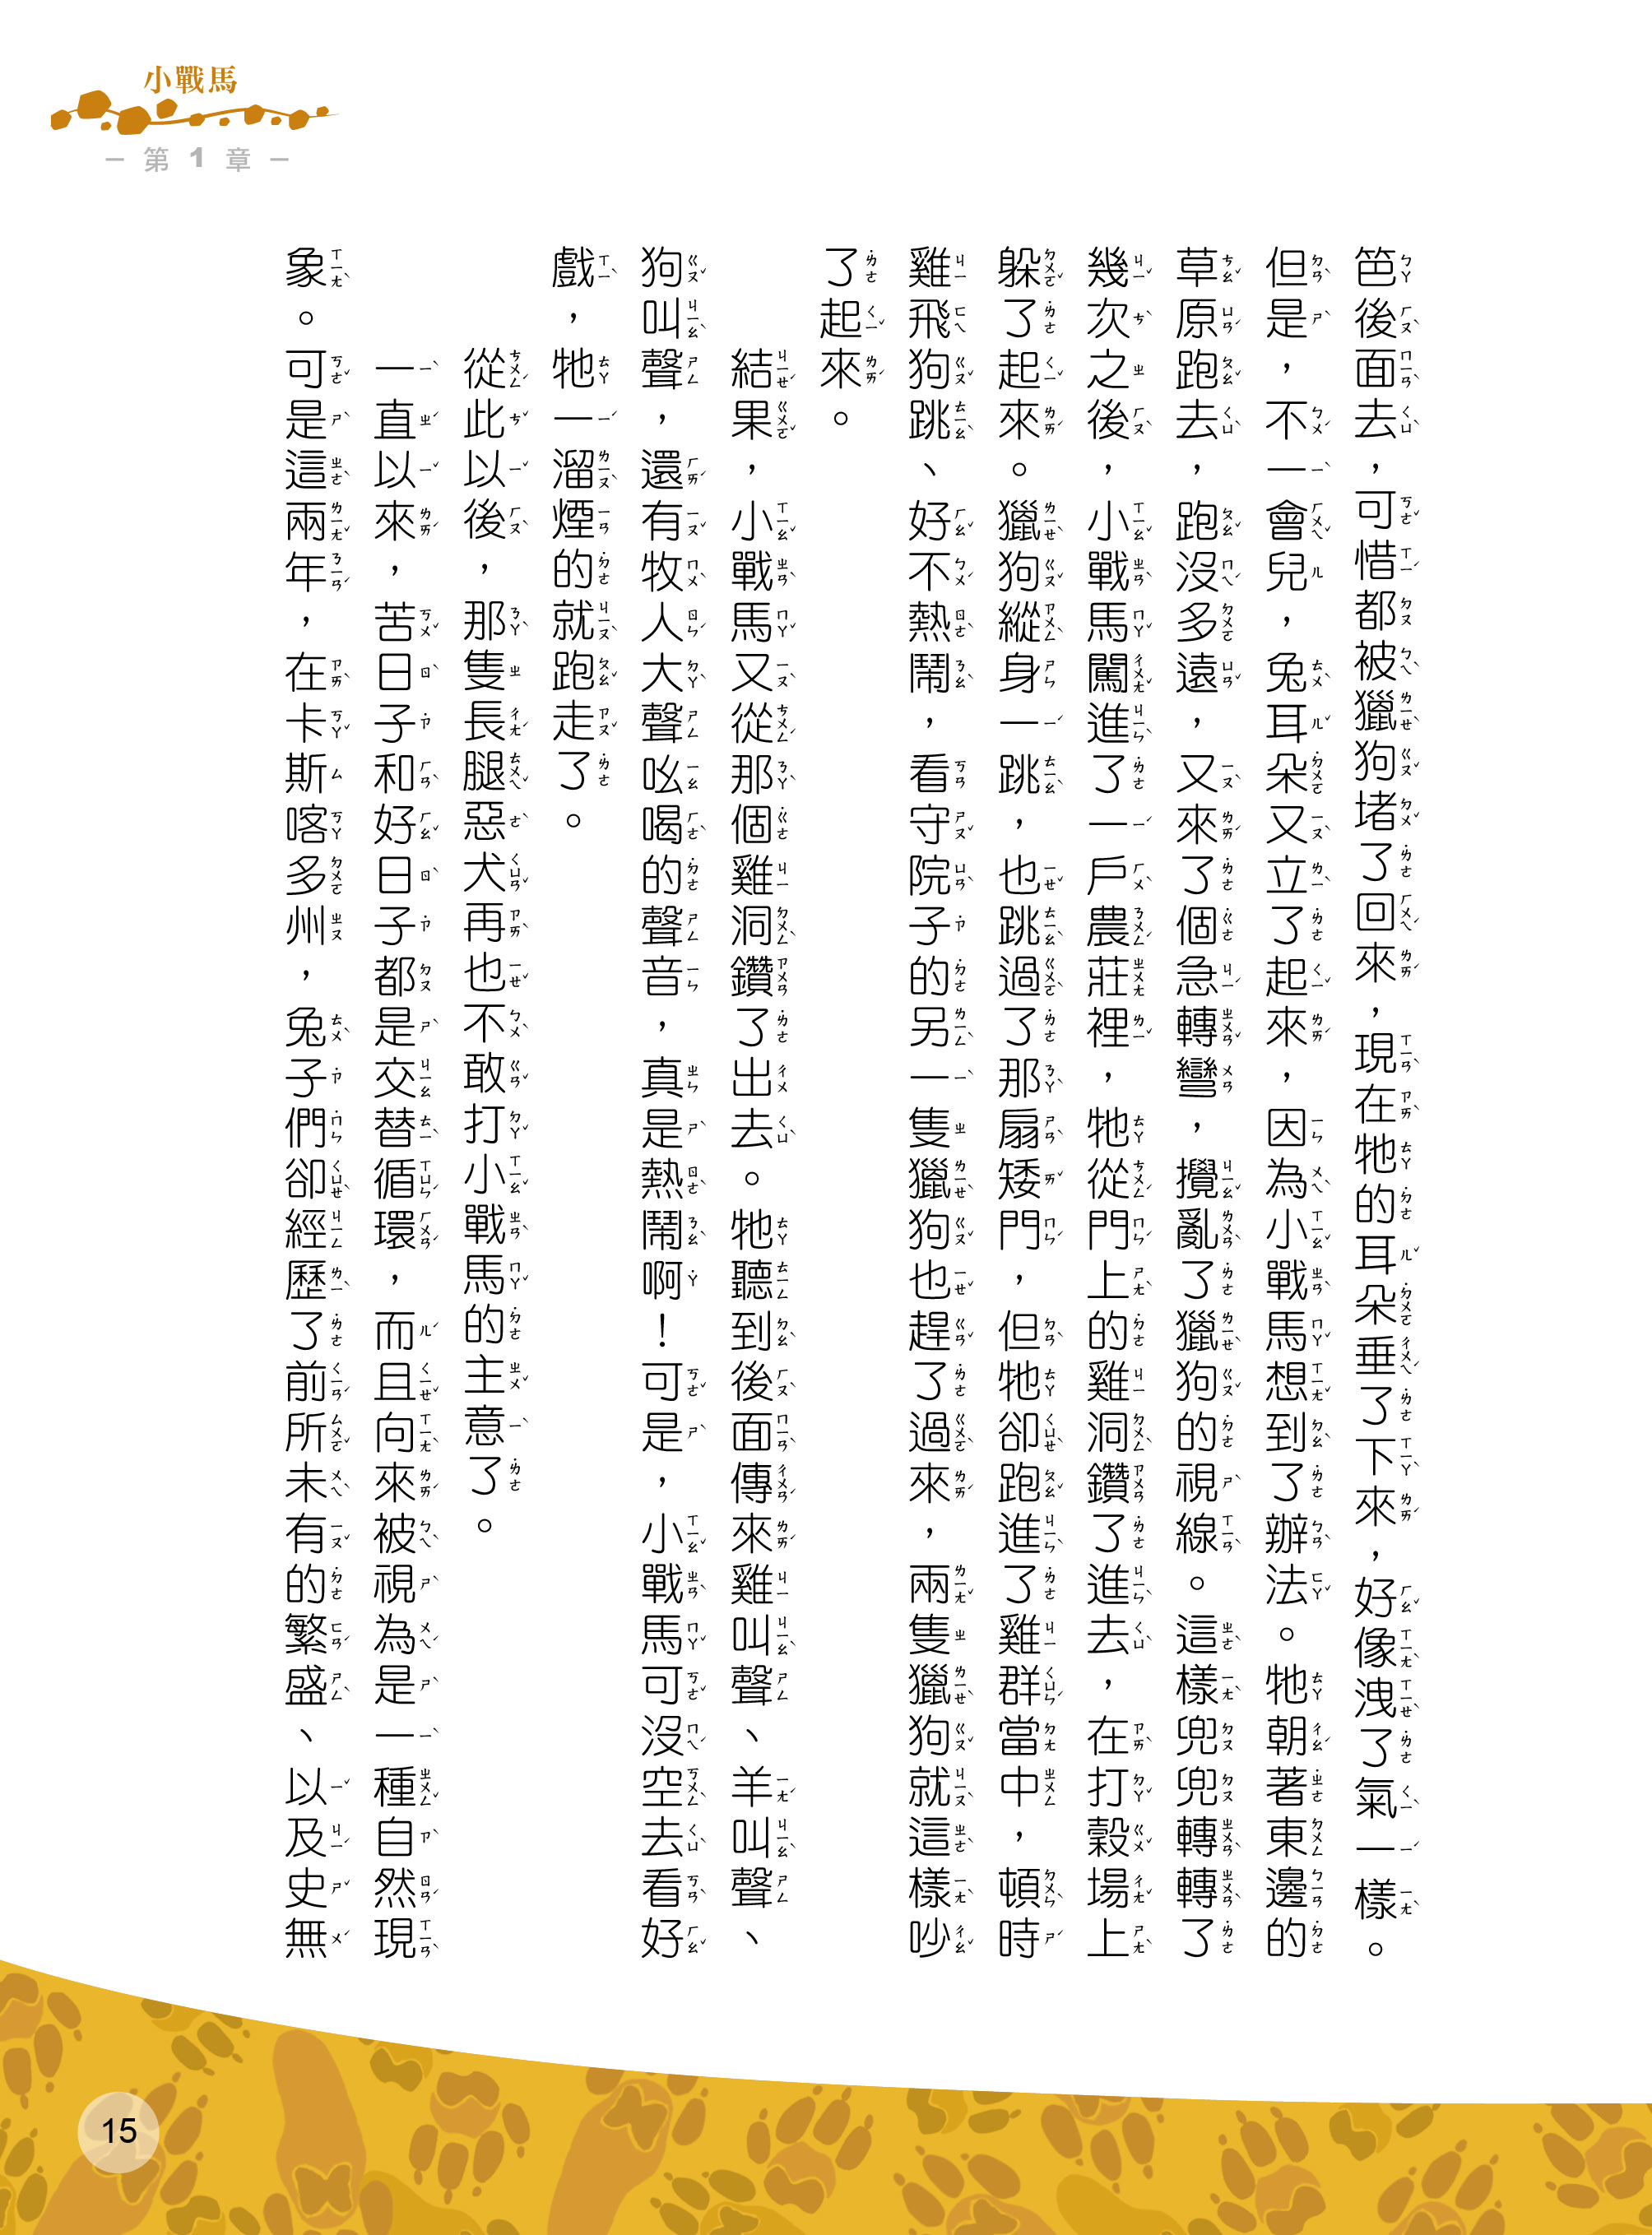 小戰馬
－第1章－
笆後面去，可惜都被獵狗堵了回來，現在牠的耳朵垂了下來，好像洩了氣一樣。
但是，不一會兒，兔耳朵又立了起來，因為小戰馬想到了辦法。牠朝著東邊的
草原跑去，跑沒多遠，又來了個急轉彎，攪亂了獵狗的視線。這樣兜兜轉轉了
幾次之後，小戰馬闖進了一戶農莊裡，牠從門上的雞洞鑽了進去，在打穀場上
躲了起來。獵狗縱身一跳，也跳過了那扇矮門，但牠卻跑進了雞群當中，頓時
雞飛狗跳、好不熱鬧，看守院子的另一隻獵狗也趕了過來，兩隻獵狗就這樣吵
了起來。
結果，小戰馬又從那個雞洞鑽了出去。牠聽到後面傳來雞叫聲、羊叫聲、
狗叫聲，還有牧人大聲吆喝的聲音，真是熱鬧啊！可是，小戰馬可沒空去看好
戲，牠一溜煙的就跑走了。
從此以後，那隻長腿惡犬再也不敢打小戰馬的主意了。
一直以來，苦日子和好日子都是交替循環，而且向來被視為是一種自然現
象。可是這兩年，在卡斯喀多州，兔子們卻經歷了前所未有的繁盛、以及史無
15